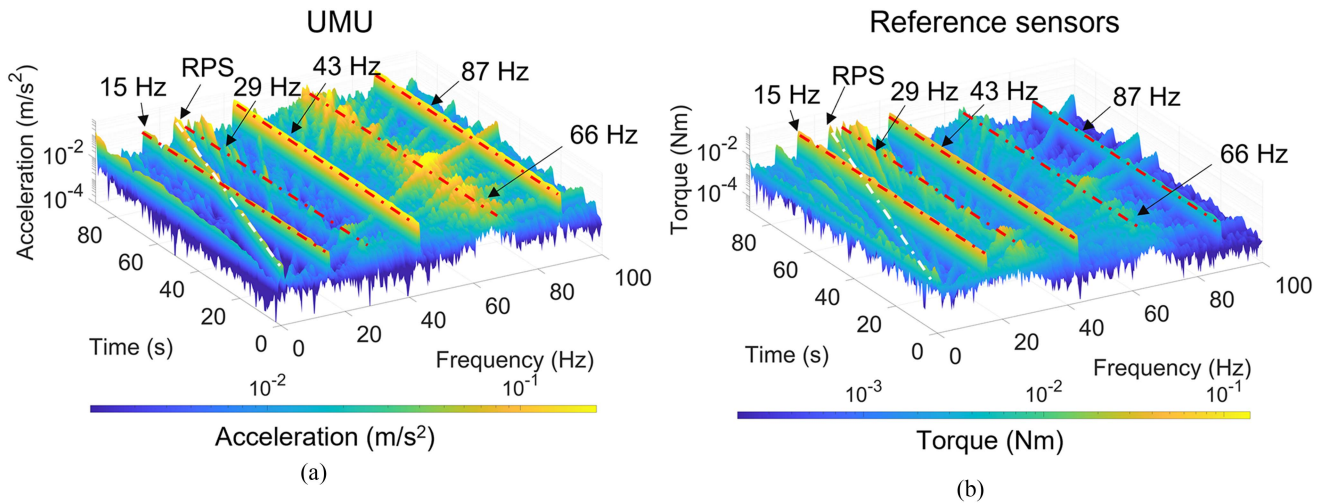 UMU
Acceleration (m/s²)
10⁻²
10⁻⁴
15 Hz
RPS
29 Hz
43 Hz
87 Hz
66 Hz
80
60
40
20
0
Time (s)
0
20
40
60
80
100
Frequency (Hz)
10⁻²
10⁻¹
Acceleration (m/s²)
(a)
Reference sensors
Torque (Nm)
10⁻²
10⁻⁴
15 Hz
RPS
29 Hz
43 Hz
87 Hz
66 Hz
80
60
40
20
0
Time (s)
0
20
40
60
80
100
Frequency (Hz)
10⁻³
10⁻²
10⁻¹
Torque (Nm)
(b)